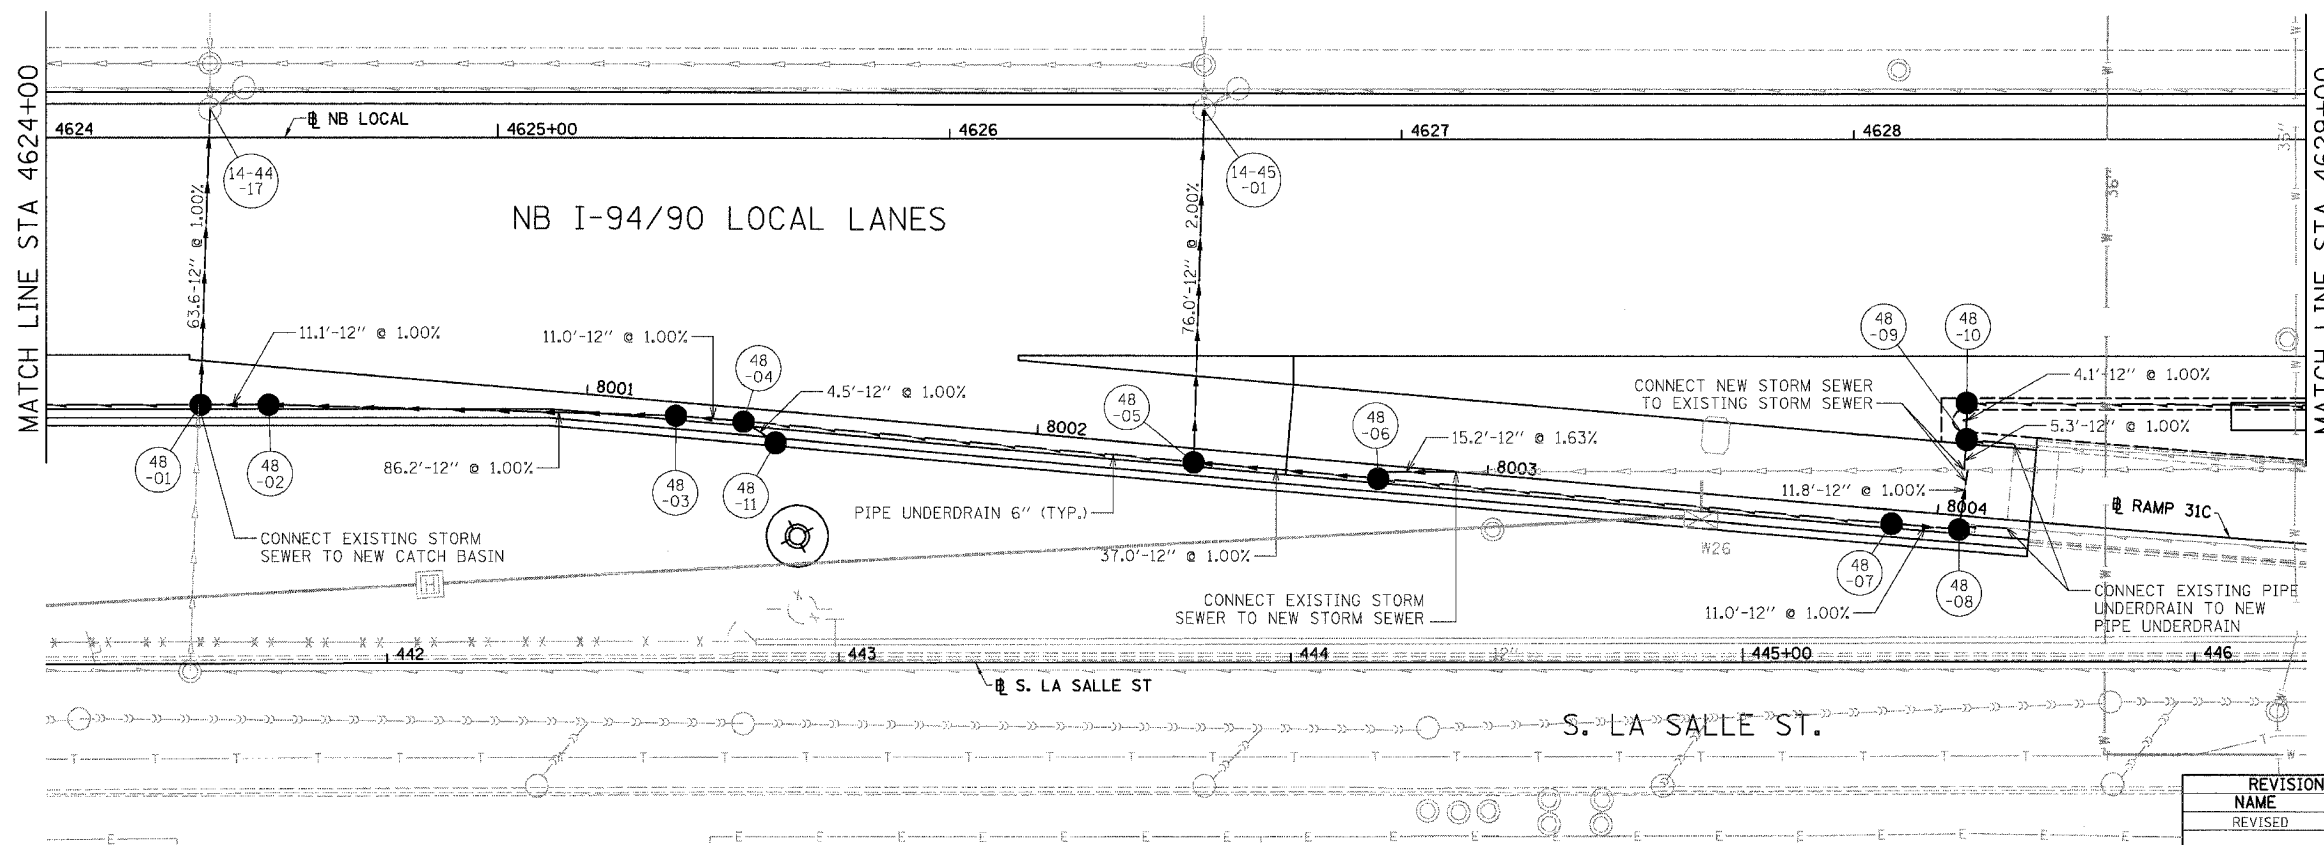 MATCH LINE STA 4624+00
4624
NB LOCAL
4625+00
4626
4627
4628
14-44
-17
14-45
-01
63.6-12" @ 1.00%
NB I-94/90 LOCAL LANES
76.0'-12" @ 2.00%
36"
11.1'-12" @ 1.00%
11.0'-12" @ 1.00%
48
-04
4.5'-12" @ 1.00%
8001
48
-05
8002
48
-06
15.2'-12" @ 1.63%
8003
CONNECT NEW STORM SEWER
TO EXISTING STORM SEWER
48
-09
48
-10
4.1'-12" @ 1.00%
5.3'-12" @ 1.00%
48
-01
48
-02
86.2'-12" @ 1.00%
48
-03
48
-11
PIPE UNDERDRAIN 6" (TYP.)
11.8'-12" @ 1.00%
8004
RAMP 31C
CONNECT EXISTING STORM
SEWER TO NEW CATCH BASIN
37.0'-12" @ 1.00%
W26
48
-07
48
-08
CONNECT EXISTING STORM
SEWER TO NEW STORM SEWER
11.0'-12" @ 1.00%
CONNECT EXISTING PIPE
UNDERDRAIN TO NEW
PIPE UNDERDRAIN
H
442
443
444
12"
445+00
446
S. LA SALLE ST
S. LA SALLE ST.
REVISION
NAME
REVISED